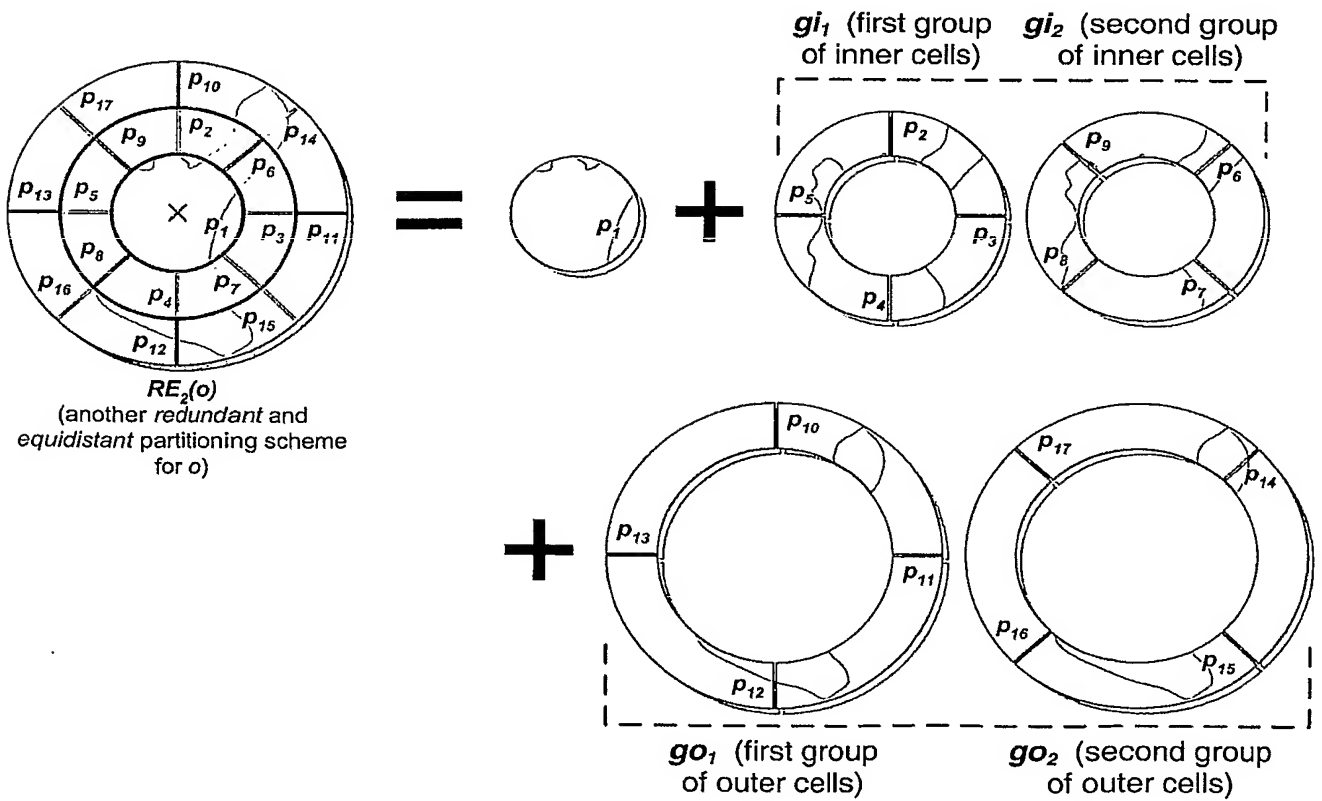 gi₁ (first group
of inner cells)
gi₂ (second group
of inner cells)
p₁₀
p₁₇
p₂
p₉
p₁₄
p₆
p₅
p₁₃
p₁
p₃
p₁₁
p₈
p₇
p₁₆
p₄
p₁₅
p₁₂
RE₂(o)
(another redundant and
equidistant partitioning scheme
for o)
=
p₁
+
p₂
p₅
p₃
p₄
p₉
p₆
p₈
p₇
+
p₁₀
p₁₃
p₁₁
p₁₂
p₁₇
p₁₄
p₁₆
p₁₅
go₁ (first group
of outer cells)
go₂ (second group
of outer cells)